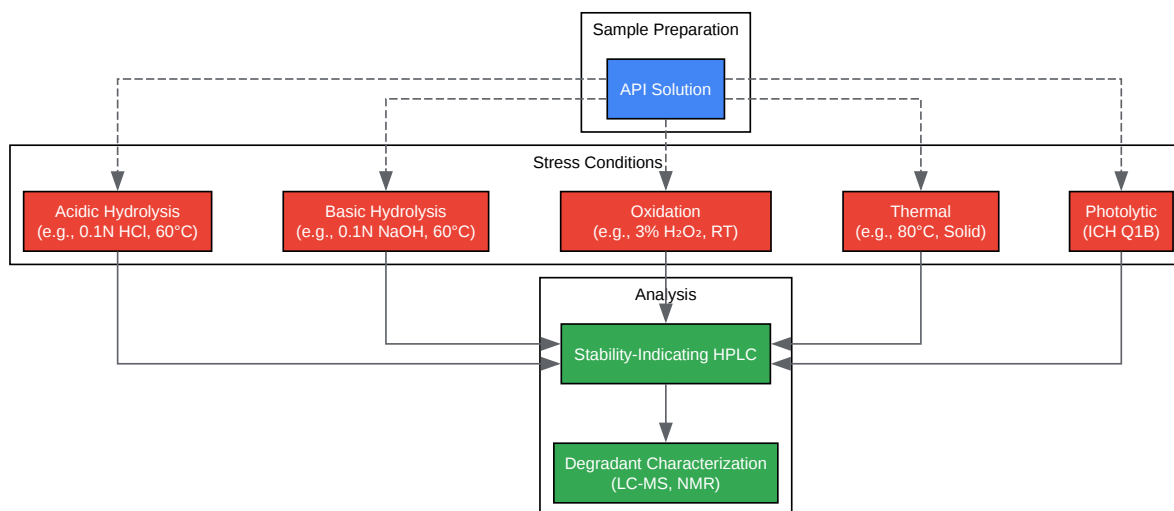 Sample Preparation
API Solution
Stress Conditions
Acidic Hydrolysis
(e.g., 0.1N HCl, 60°C)
Basic Hydrolysis
(e.g., 0.1N NaOH, 60°C)
Oxidation
(e.g., 3% H₂O₂, RT)
Thermal
(e.g., 80°C, Solid)
Photolytic
(ICH Q1B)
Analysis
Stability-Indicating HPLC
Degradant Characterization
(LC-MS, NMR)